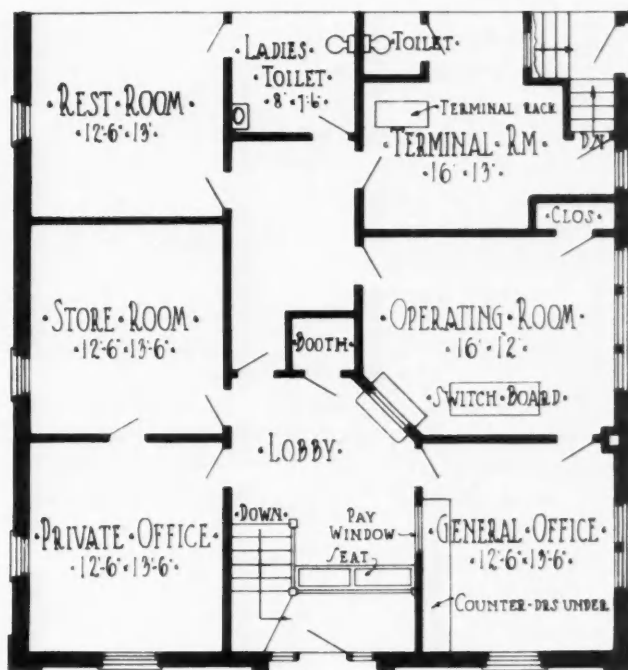 ·REST·ROOM·
·12'-6"·13'·
·LADIES·
·TOILET·
·8'·7'-6"·
·TOILET·
·TERMINAL RACK
·TERMINAL·RM
·16'·13'·
·DN·
·CLOS·
·STORE·ROOM·
·12'-6"·13'-6"·
·BOOTH·
·OPERATING·ROOM·
·16'·12'·
·SWITCH·BOARD·
·LOBBY·
·PRIVATE·OFFICE·
·12'-6"·13'-6"·
·DOWN·
PAY
WINDOW
·SEAT·
·GENERAL·OFFICE·
·12'-6"·13'-6"·
COUNTER·DRS UNDER